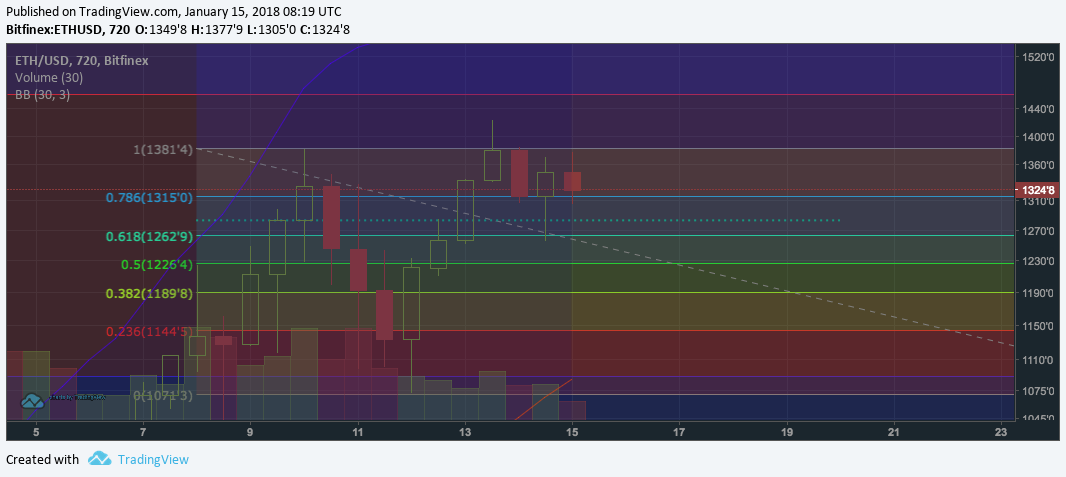 Published on TradingView.com, January 15, 2018 08:19 UTC
Bitfinex:ETHUSD, 720 O:1349'8 H:1377'9 L:1305'0 C:1324'8
ETH/USD, 720, Bitfinex
Volume (30)
BB (30, 3)
1520'0
1440'0
1400'0
1(1381'4)
1360'0
1324'8
0.786(1315'0)
1310'0
1270'0
0.618(1262'9)
1230'0
0.5(1226'4)
0.382(1189'8)
1190'0
1150'0
0.236(1144'5)
1110'0
1075'0
0(1071'3)
1045'0
5 7 9 11 13 15 17 19 21 23
Created with TradingView